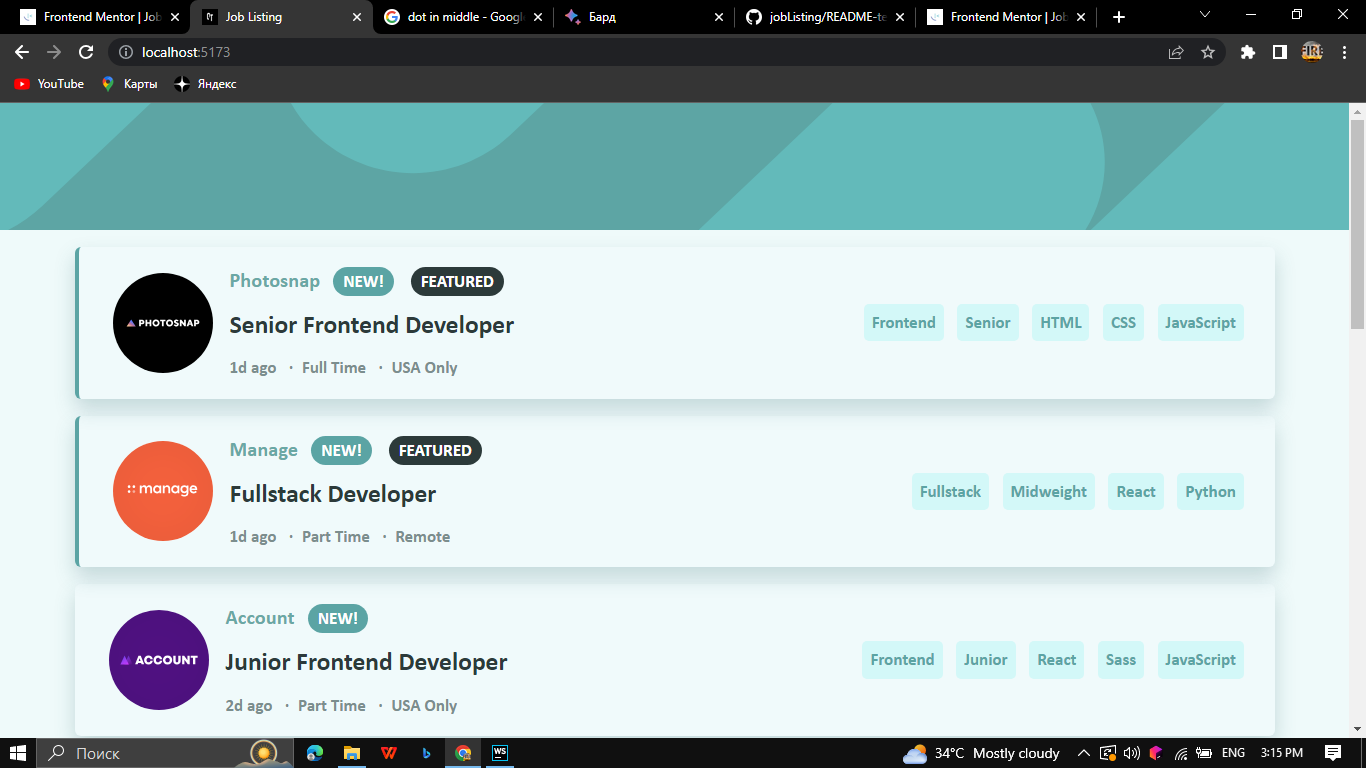 Frontend Mentor | Job
Job Listing
dot in middle - Google
Бард
jobListing/README-te
Frontend Mentor | Job
localhost:5173
YouTube
Карты
Яндекс
Photosnap NEW! FEATURED
PHOTOSNAP
Senior Frontend Developer
1d ago · Full Time · USA Only
Frontend Senior HTML CSS JavaScript
Manage NEW! FEATURED
manage
Fullstack Developer
1d ago · Part Time · Remote
Fullstack Midweight React Python
Account NEW!
ACCOUNT
Junior Frontend Developer
2d ago · Part Time · USA Only
Frontend Junior React Sass JavaScript
Поиск
34°C Mostly cloudy
ENG
3:15 PM